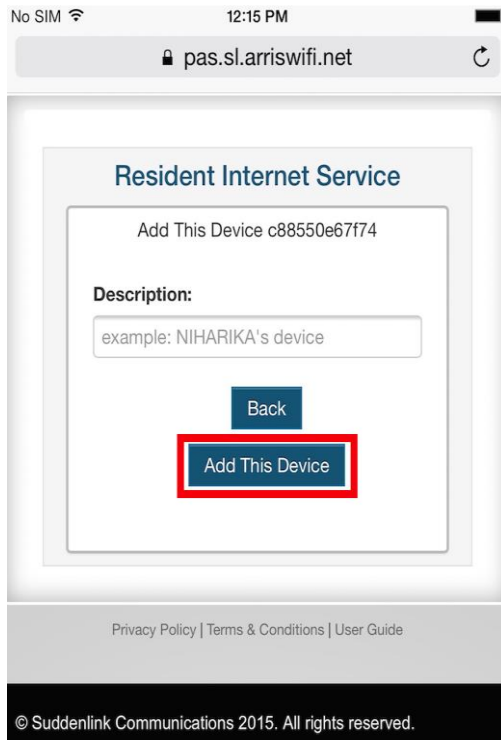 No SIM 12:15 PM
pas.sl.arriswifi.net
Resident Internet Service
Add This Device c88550e67f74
Description:
example: NIHARIKA's device
Back
Add This Device
Privacy Policy | Terms & Conditions | User Guide
© Suddenlink Communications 2015. All rights reserved.